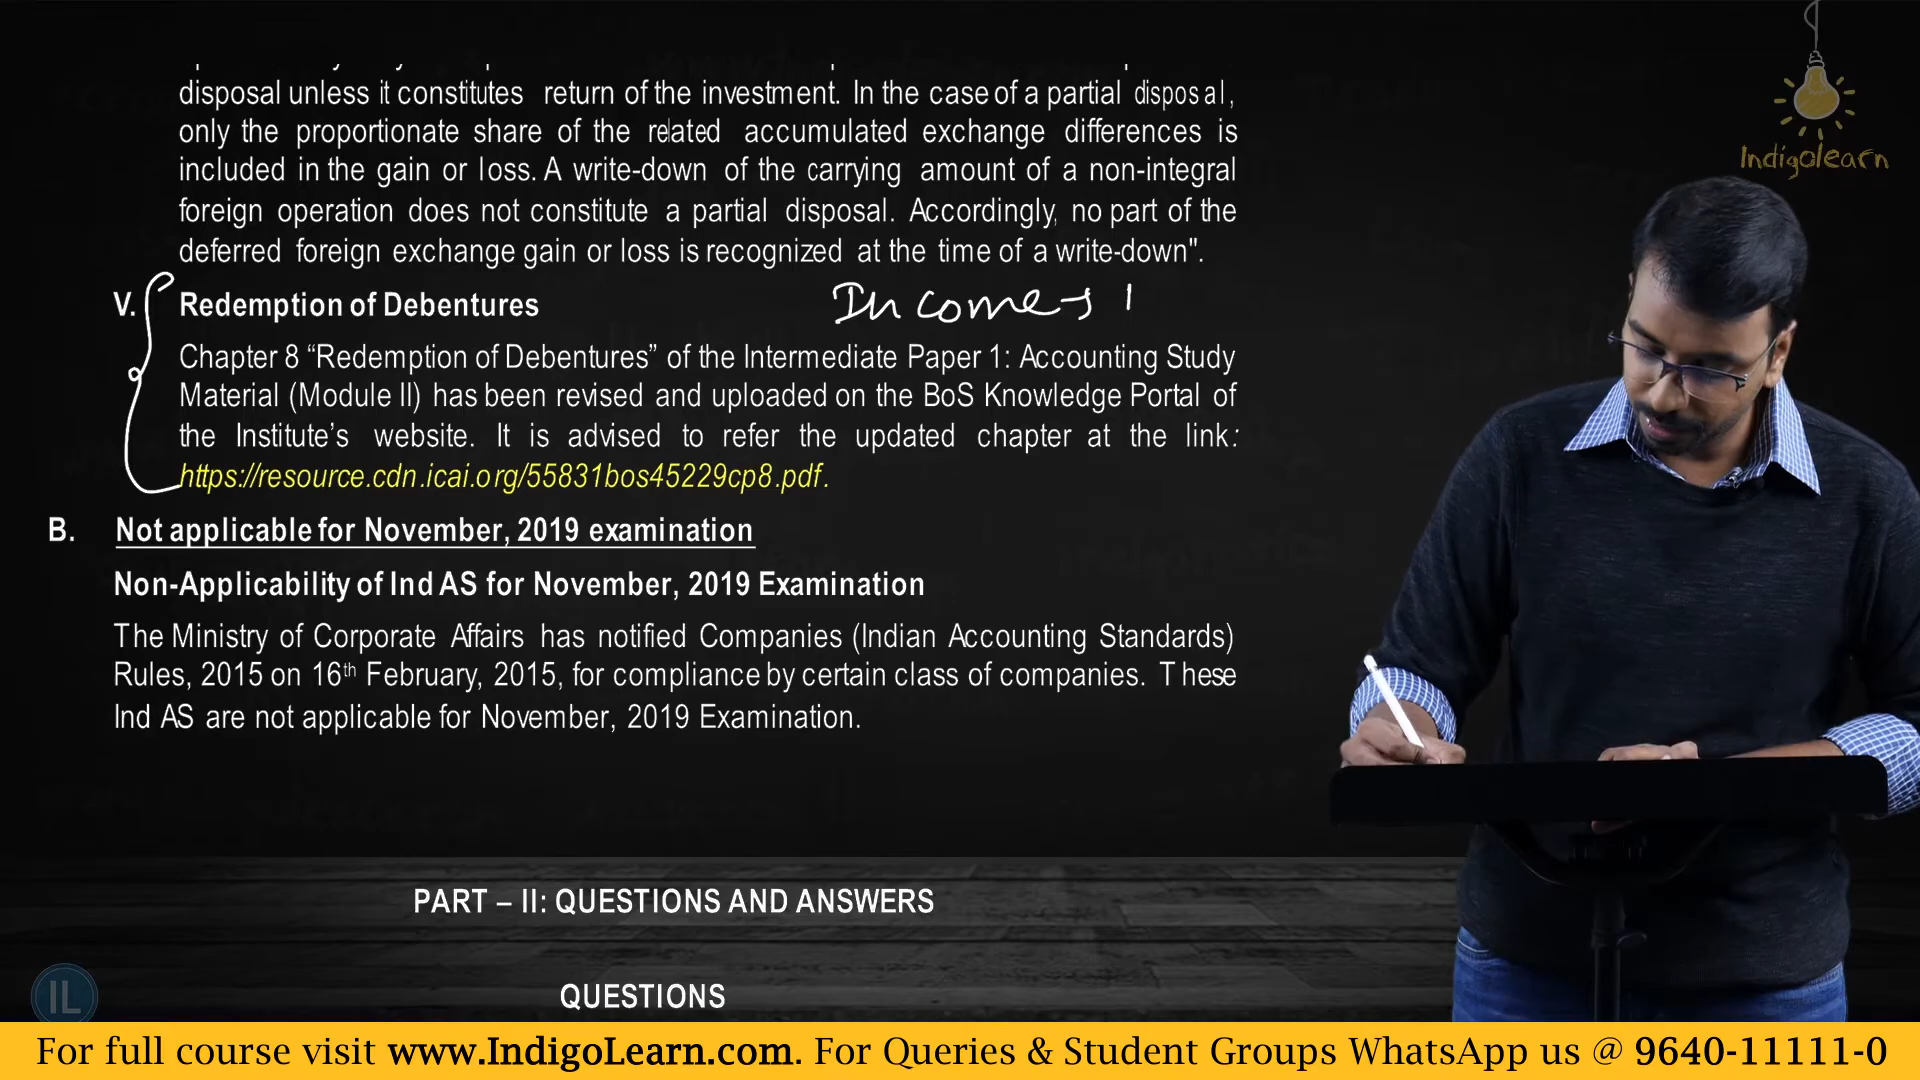 Indigolearn
disposal unless it constitutes return of the investment. In the case of a partial disposal,
only the proportionate share of the related accumulated exchange differences is
included in the gain or loss. A write-down of the carrying amount of a non-integral
foreign operation does not constitute a partial disposal. Accordingly, no part of the
deferred foreign exchange gain or loss is recognized at the time of a write-down".
V. Redemption of Debentures
Incomes 1
Chapter 8 “Redemption of Debentures” of the Intermediate Paper 1: Accounting Study
Material (Module II) has been revised and uploaded on the BoS Knowledge Portal of
the Institute’s website. It is advised to refer the updated chapter at the link:
https://resource.cdn.icai.org/55831bos45229cp8.pdf.
B. Not applicable for November, 2019 examination
Non-Applicability of Ind AS for November, 2019 Examination
The Ministry of Corporate Affairs has notified Companies (Indian Accounting Standards)
Rules, 2015 on 16th February, 2015, for compliance by certain class of companies. These
Ind AS are not applicable for November, 2019 Examination.
PART – II: QUESTIONS AND ANSWERS
QUESTIONS
IL
For full course visit www.IndigoLearn.com. For Queries & Student Groups WhatsApp us @ 9640-11111-0